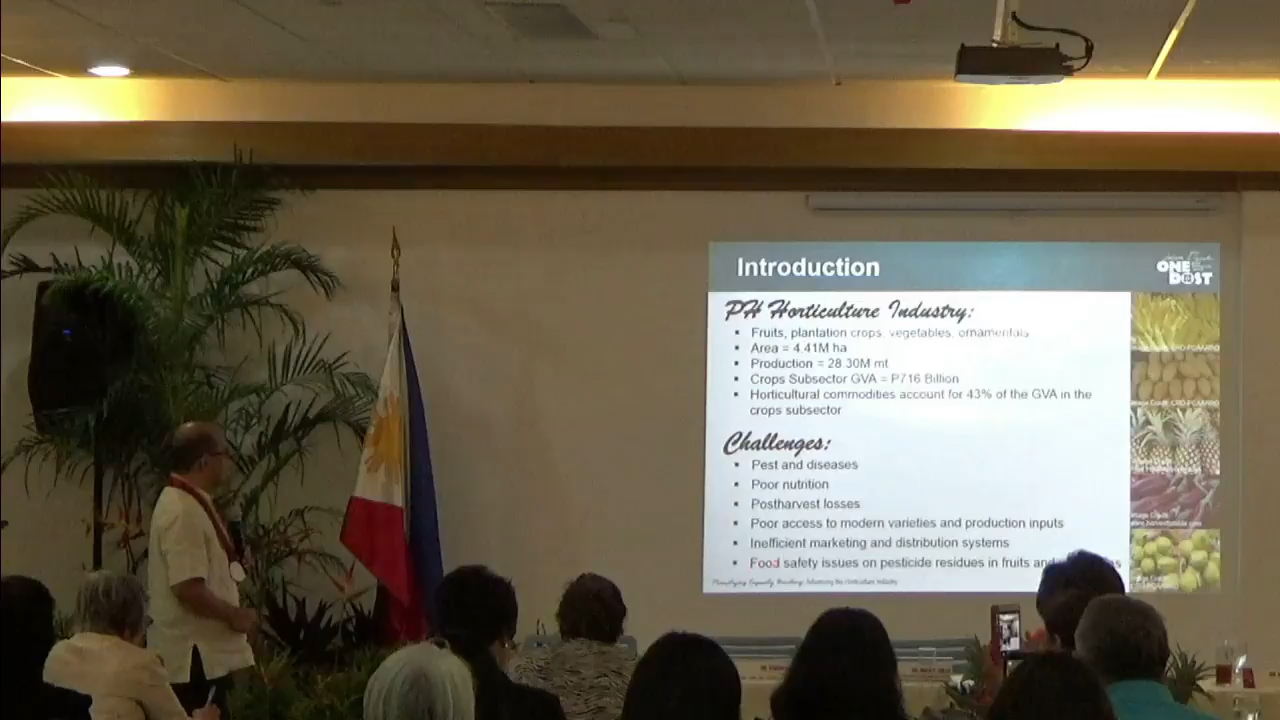 Introduction
ONE
DOST
PH Horticulture Industry:
Fruits, plantation crops, vegetables, ornamentals
Area = 4.41M ha
Production = 28.30M mt
Crops Subsector GVA = P716 Billion
Horticultural commodities account for 43% of the GVA in the
crops subsector
Challenges:
Pest and diseases
Poor nutrition
Postharvest losses
Poor access to modern varieties and production inputs
Inefficient marketing and distribution systems
Food safety issues on pesticide residues in fruits and